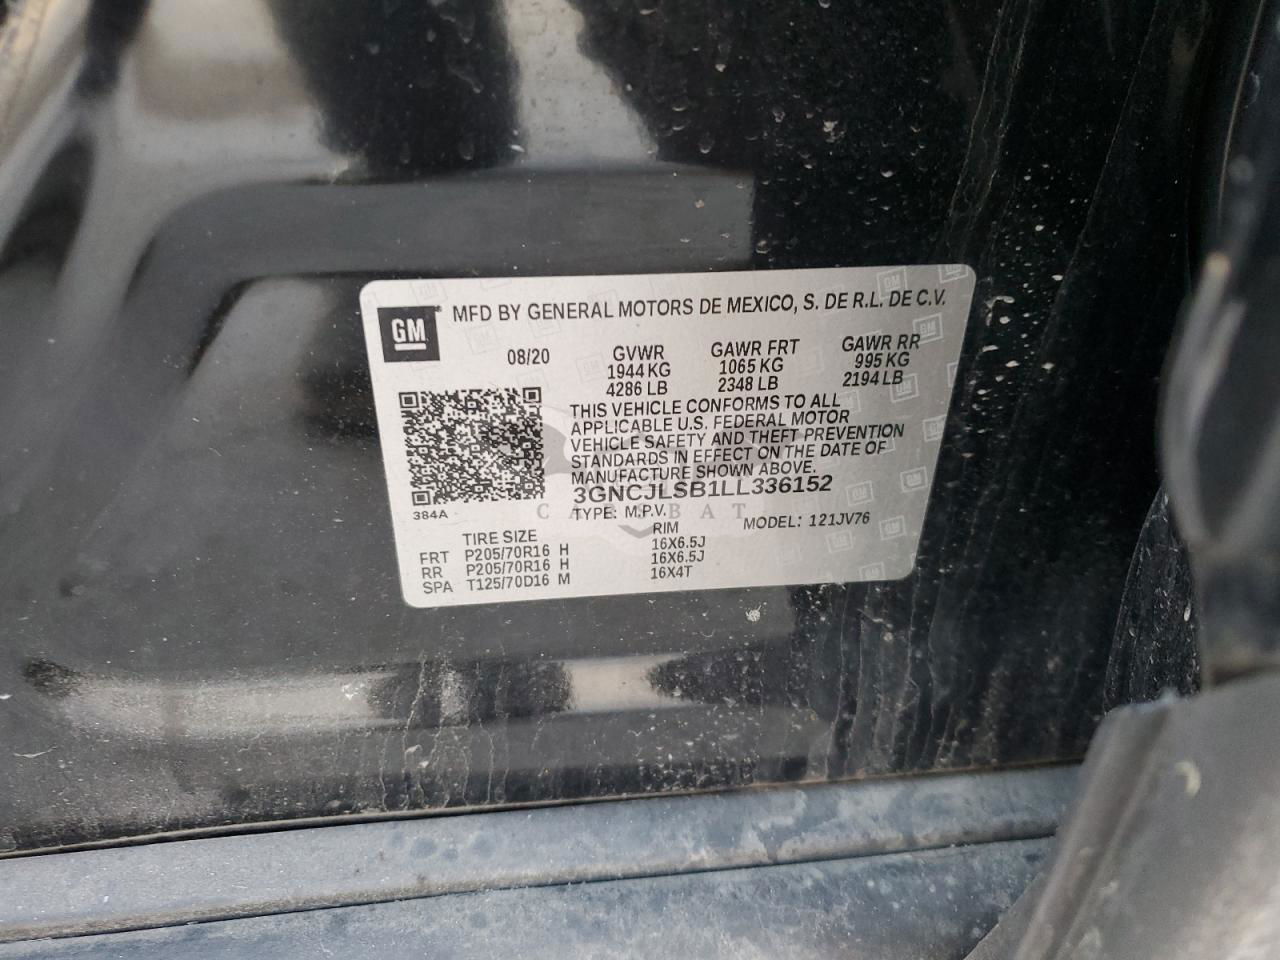 GM
MFD BY GENERAL MOTORS DE MEXICO, S. DE R.L. DE C.V.
08/20 GVWR GAWR FRT GAWR RR
1944 KG 1065 KG 995 KG
4286 LB 2348 LB 2194 LB
THIS VEHICLE CONFORMS TO ALL
APPLICABLE U.S. FEDERAL MOTOR
VEHICLE SAFETY AND THEFT PREVENTION
STANDARDS IN EFFECT ON THE DATE OF
MANUFACTURE SHOWN ABOVE.
3GNCJLSB1LL336152
384A
TYPE: M.P.V. MODEL: 121JV76
TIRE SIZE RIM
FRT P205/70R16 H 16X6.5J
RR P205/70R16 H 16X6.5J
SPA T125/70D16 M 16X4T